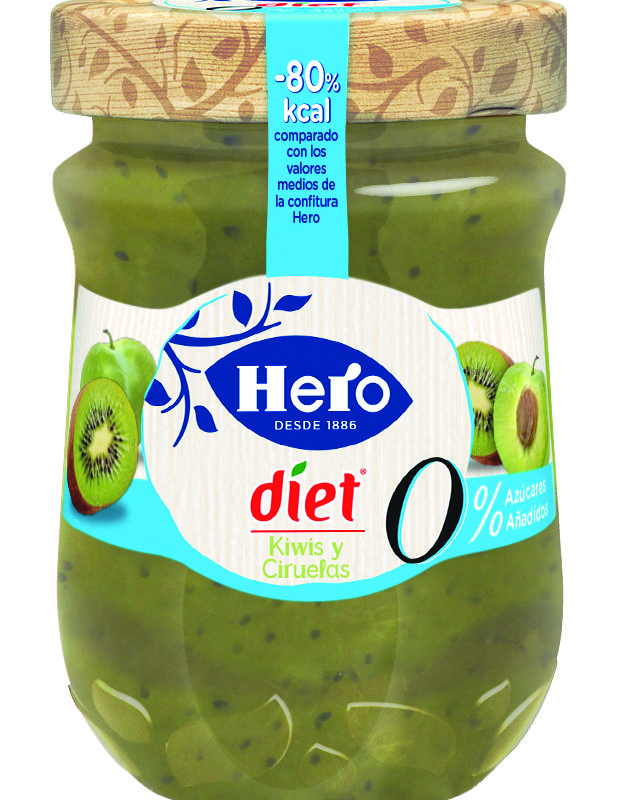 diet
-80%
kcal
comparado
con los
valores
medios de
la confitura
Hero
Hero
DESDE 1886
diet®
Kiwis y
Ciruelas
0% Azúcares
Añadidos